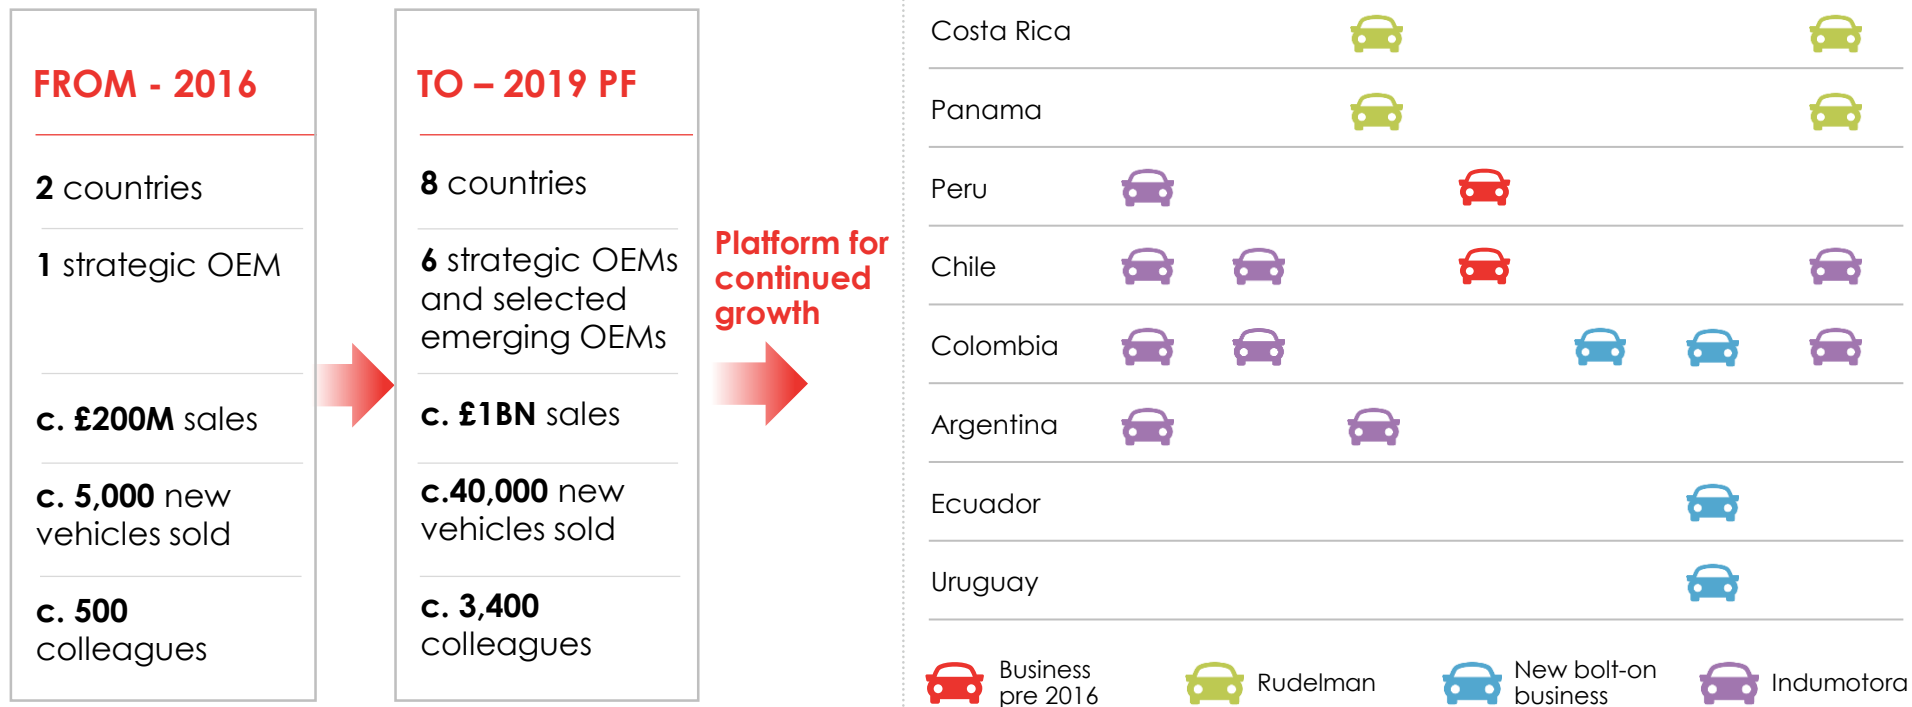 FROM - 2016
2 countries
1 strategic OEM
c. £200M sales
c. 5,000 new
vehicles sold
c. 500
colleagues
TO – 2019 PF
8 countries
6 strategic OEMs
and selected
emerging OEMs
c. £1BN sales
c.40,000 new
vehicles sold
c. 3,400
colleagues
Platform for
continued
growth
Costa Rica
Panama
Peru
Chile
Colombia
Argentina
Ecuador
Uruguay
Business
pre 2016
Rudelman
New bolt-on
business
Indumotora